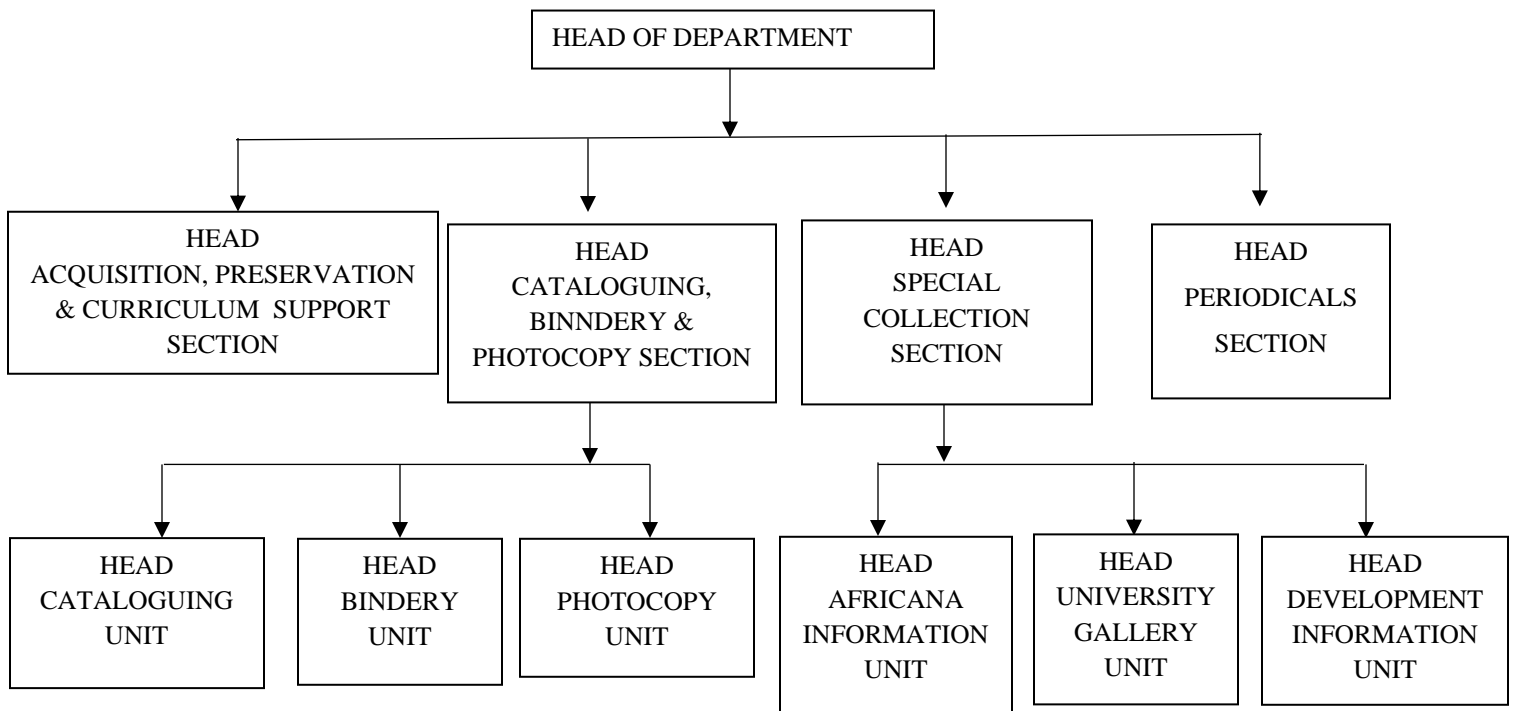 HEAD OF DEPARTMENT
HEAD
ACQUISITION, PRESERVATION
& CURRICULUM SUPPORT
SECTION
HEAD
CATALOGUING,
BINNDERY &
PHOTOCOPY SECTION
HEAD
SPECIAL
COLLECTION
SECTION
HEAD
PERIODICALS
SECTION
HEAD
CATALOGUING
UNIT
HEAD
BINDERY
UNIT
HEAD
PHOTOCOPY
UNIT
HEAD
AFRICANA
INFORMATION
UNIT
HEAD
UNIVERSITY
GALLERY
UNIT
HEAD
DEVELOPMENT
INFORMATION
UNIT